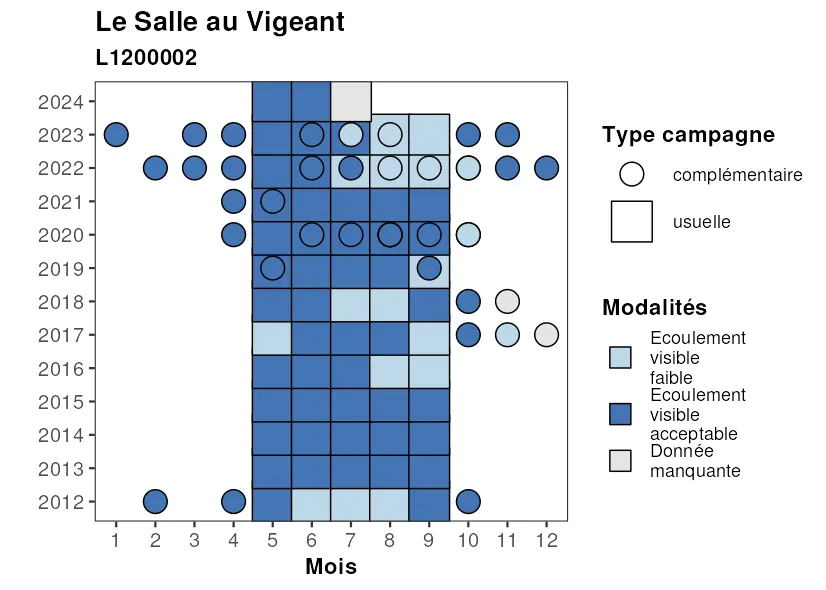 Le Salle au Vigeant
L1200002
2024
2023
2022
2021
2020
2019
2018
2017
2016
2015
2014
2013
2012
1 2 3 4 5 6 7 8 9 10 11 12
Mois
Type campagne
complémentaire
usuelle
Modalités
Ecoulement
visible
faible
Ecoulement
visible
acceptable
Donnée
manquante